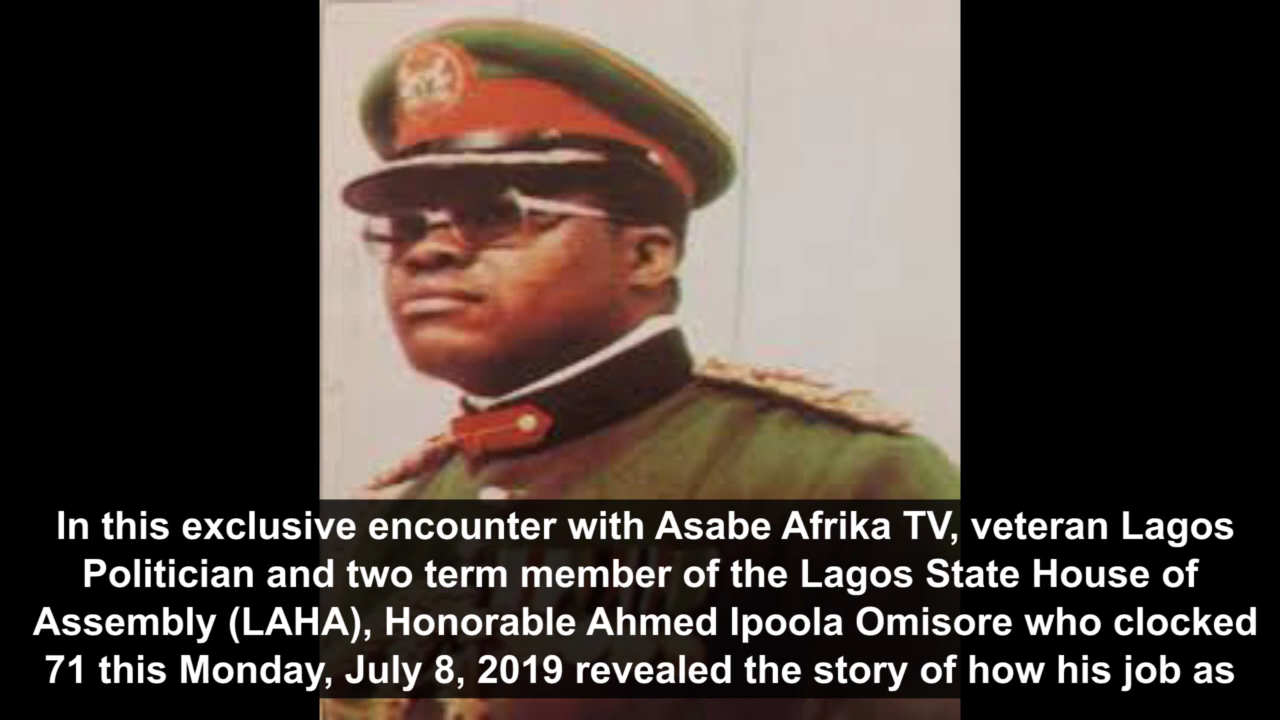 In this exclusive encounter with Asabe Afrika TV, veteran Lagos
Politician and two term member of the Lagos State House of
Assembly (LAHA), Honorable Ahmed Ipoola Omisore who clocked
71 this Monday, July 8, 2019 revealed the story of how his job as